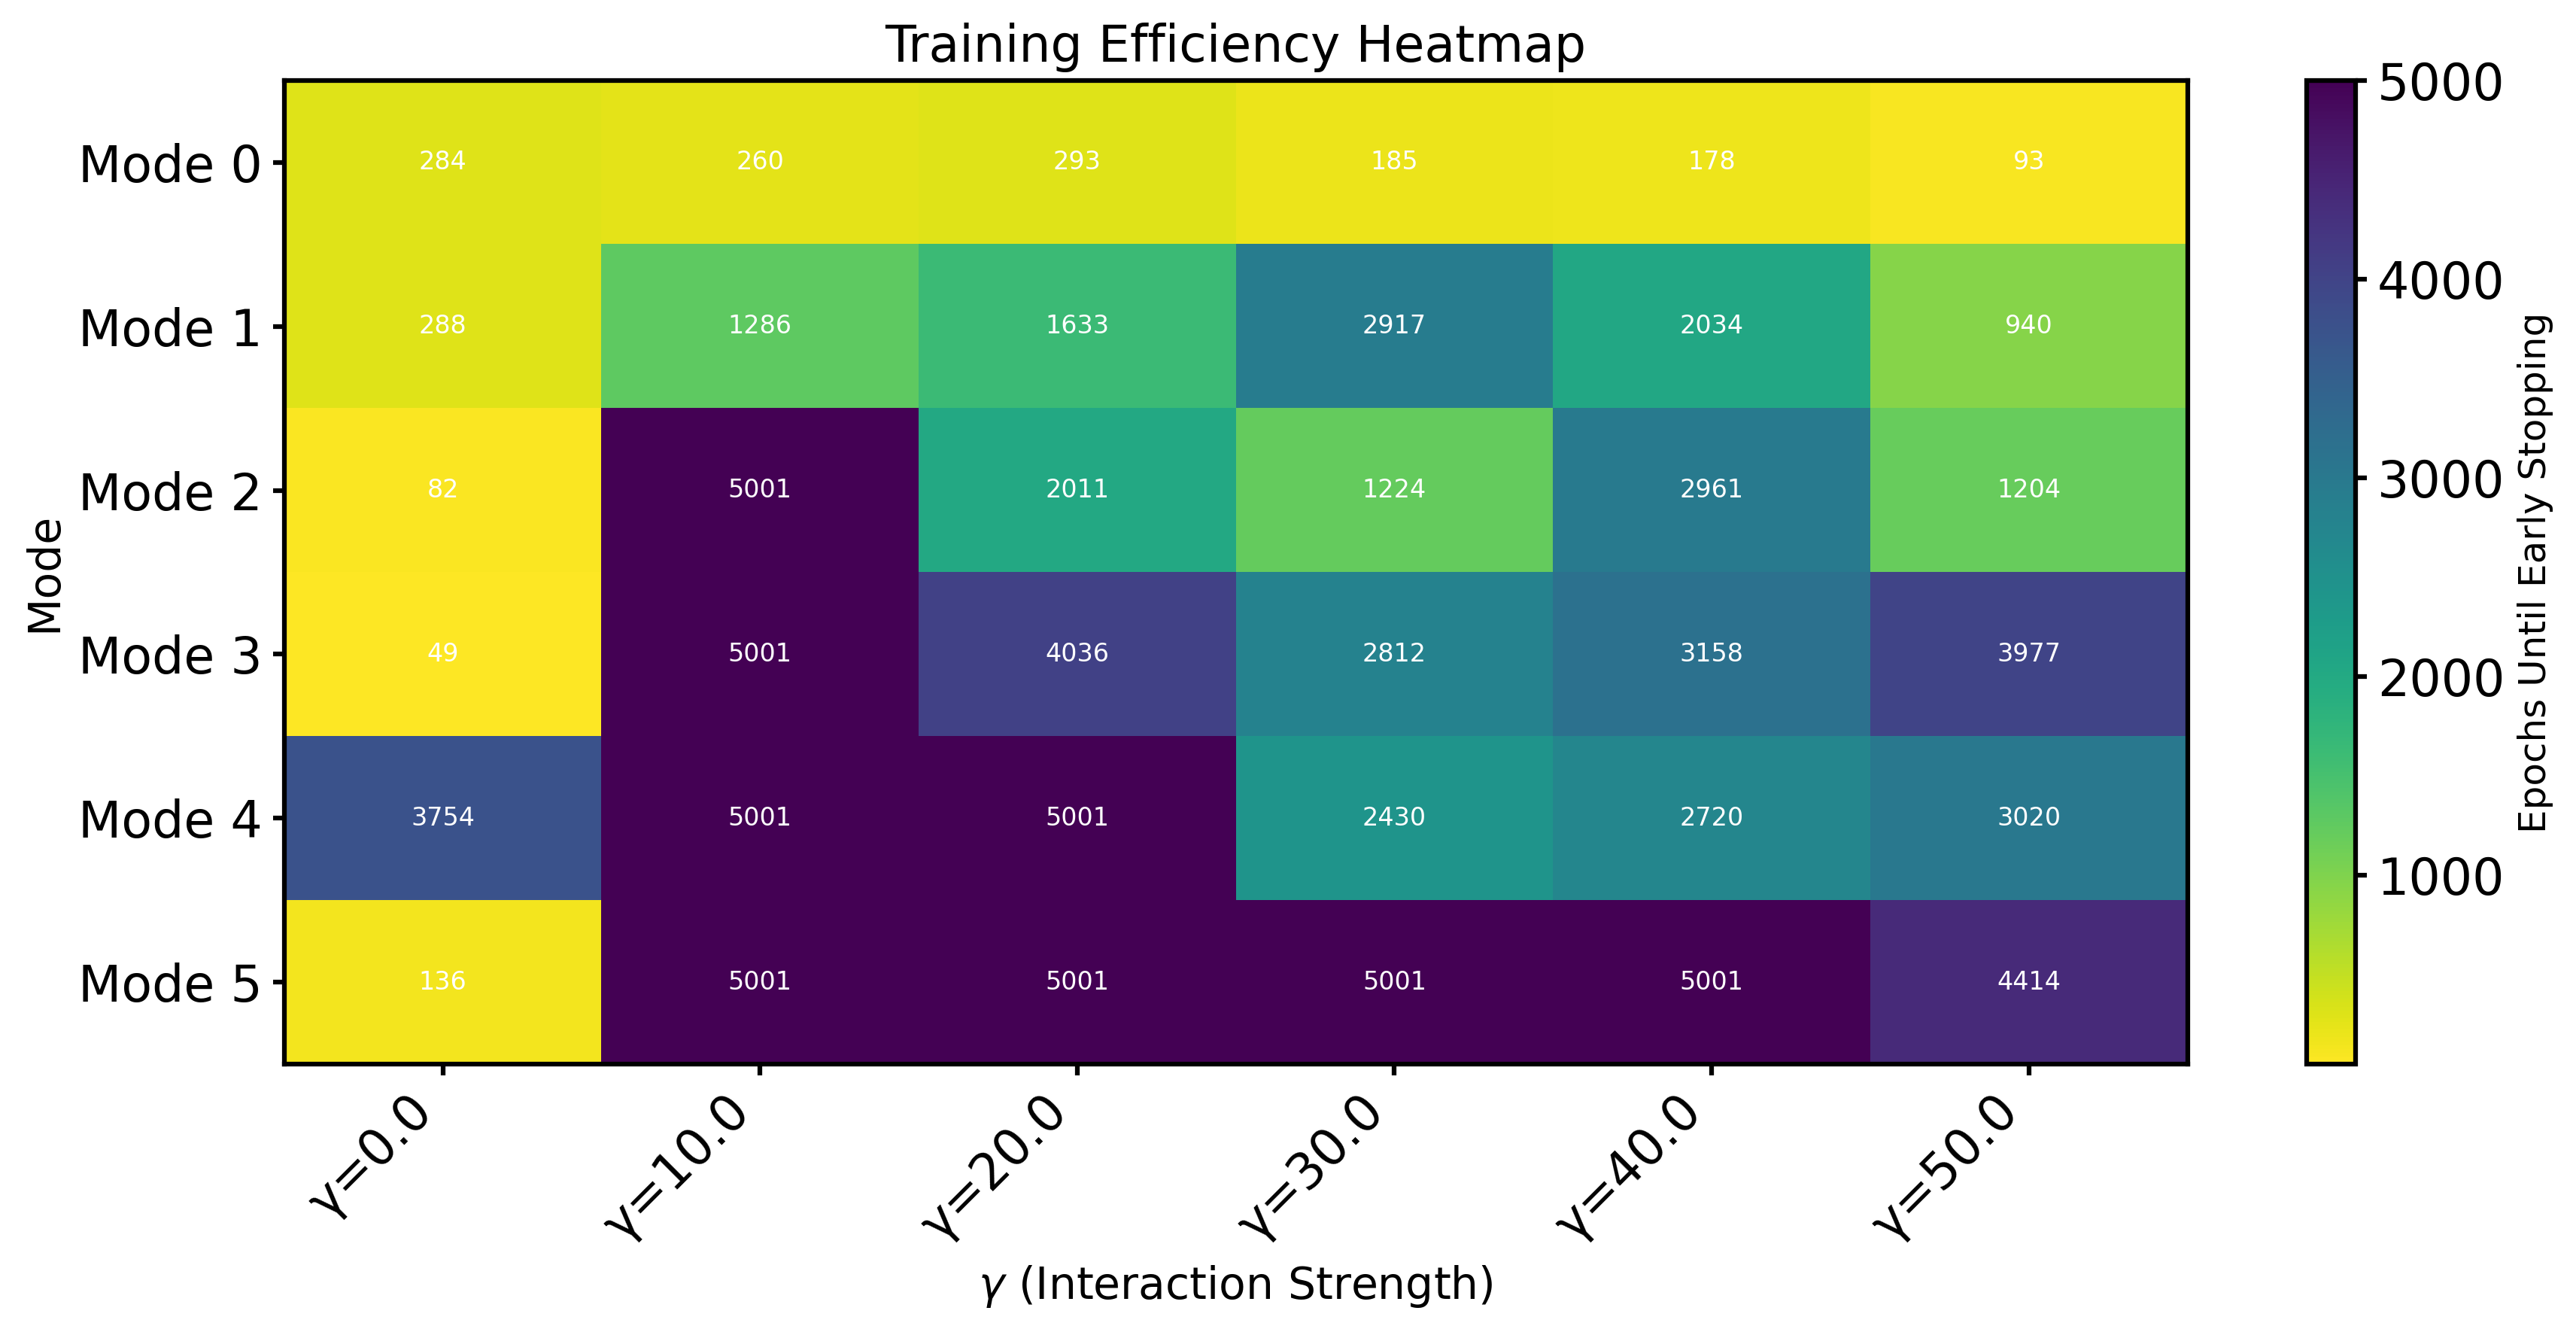 Training Efficiency Heatmap
Mode
Mode 0 284 260 293 185 178 93
Mode 1 288 1286 1633 2917 2034 940
Mode 2 82 5001 2011 1224 2961 1204
Mode 3 49 5001 4036 2812 3158 3977
Mode 4 3754 5001 5001 2430 2720 3020
Mode 5 136 5001 5001 5001 5001 4414
γ=0.0 γ=10.0 γ=20.0 γ=30.0 γ=40.0 γ=50.0
γ (Interaction Strength)
5000
4000
3000
2000
1000
Epochs Until Early Stopping